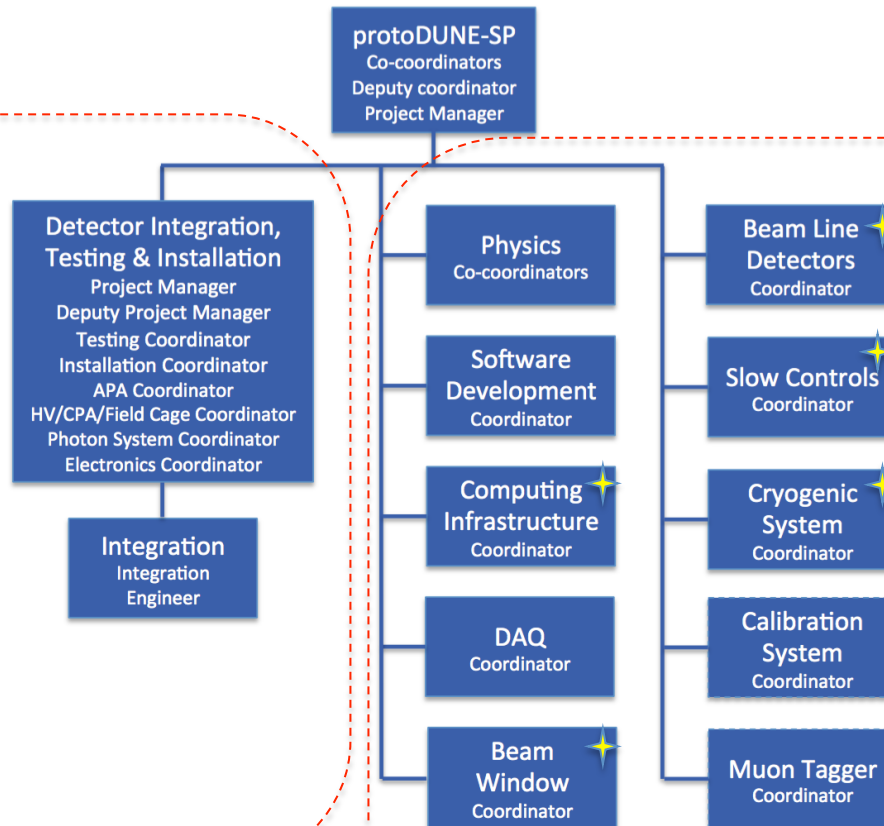 protoDUNE-SP
Co-coordinators
Deputy coordinator
Project Manager
Detector Integration,
Testing & Installation
Project Manager
Deputy Project Manager
Testing Coordinator
Installation Coordinator
APA Coordinator
HV/CPA/Field Cage Coordinator
Photon System Coordinator
Electronics Coordinator
Integration
Integration
Engineer
Physics
Co-coordinators
Software
Development
Coordinator
Computing
Infrastructure
Coordinator
DAQ
Coordinator
Beam
Window
Coordinator
Beam Line
Detectors
Coordinator
Slow Controls
Coordinator
Cryogenic
System
Coordinator
Calibration
System
Coordinator
Muon Tagger
Coordinator